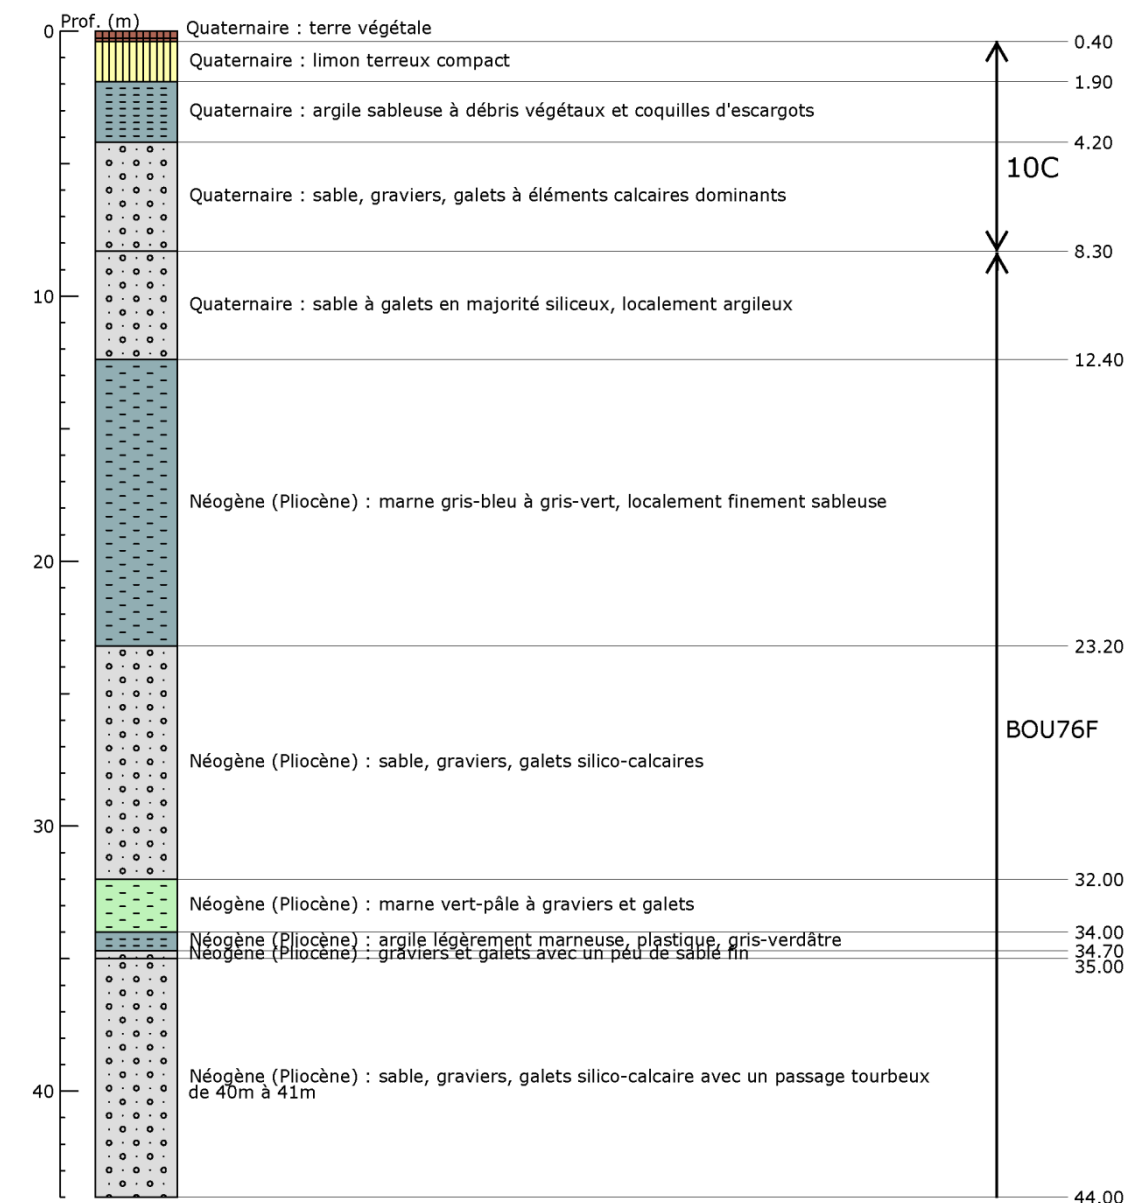 Prof. (m)
0
Quaternaire : terre végétale
0.40
Quaternaire : limon terreux compact
1.90
Quaternaire : argile sableuse à débris végétaux et coquilles d'escargots
4.20
10C
Quaternaire : sable, graviers, galets à éléments calcaires dominants
8.30
10
Quaternaire : sable à galets en majorité siliceux, localement argileux
12.40
Néogène (Pliocène) : marne gris-bleu à gris-vert, localement finement sableuse
20
23.20
BOU76F
Néogène (Pliocène) : sable, graviers, galets silico-calcaires
30
32.00
Néogène (Pliocène) : marne vert-pâle à graviers et galets
34.00
Néogène (Pliocène) : argile légèrement marneuse, plastique, gris-verdâtre
34.70
Néogène (Pliocène) : graviers et galets avec un peu de sable fin
35.00
Néogène (Pliocène) : sable, graviers, galets silico-calcaire avec un passage tourbeux
de 40m à 41m
40
44.00